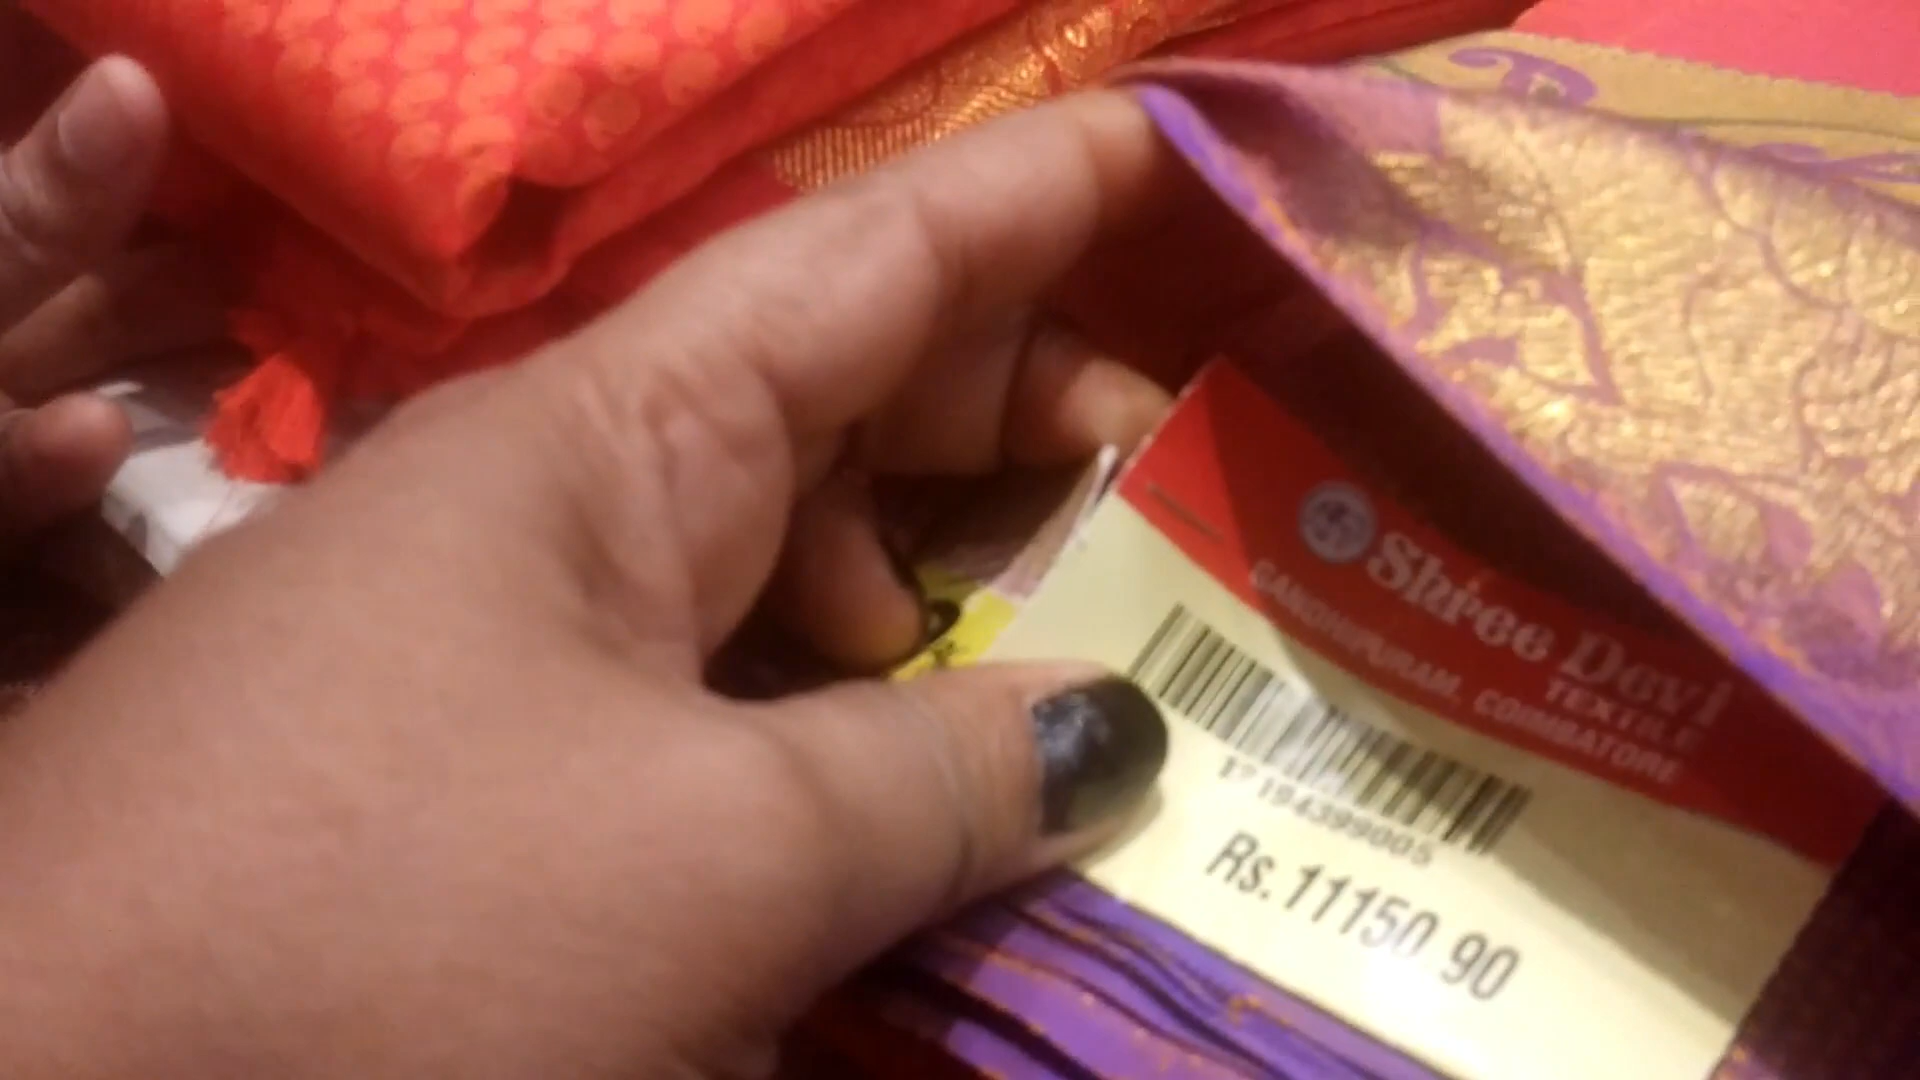 Shree Devi
TEXTILE
GANDHIPURAM, COIMBATORE
194399005
Rs.11150.90